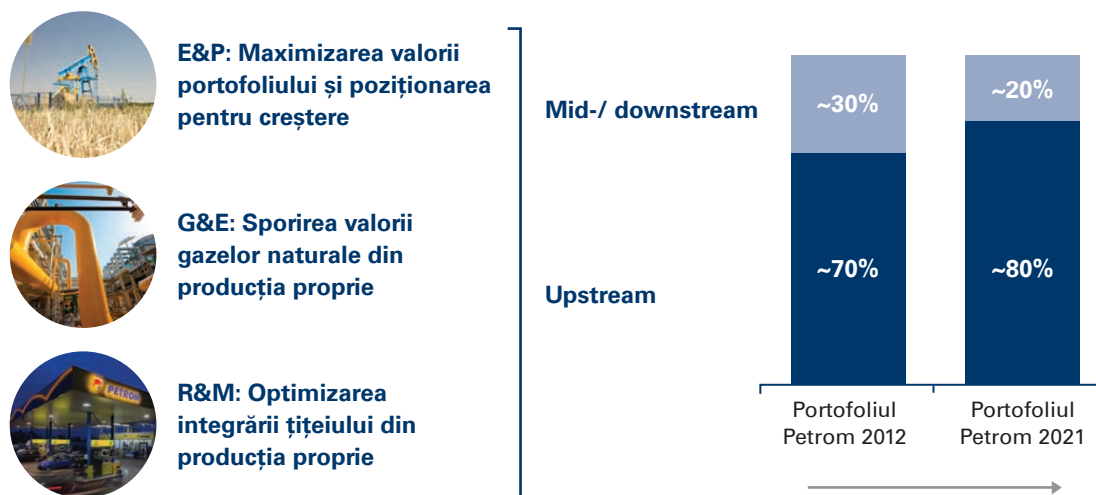 E&P: Maximizarea valorii
portofoliului și poziționarea
pentru creștere
G&E: Sporirea valorii
gazelor naturale din
producția proprie
PETROM
R&M: Optimizarea
integrării țițeiului din
producția proprie
Mid-/ downstream
Upstream
~30%
~20%
~70%
~80%
Portofoliul
Petrom 2012
Portofoliul
Petrom 2021